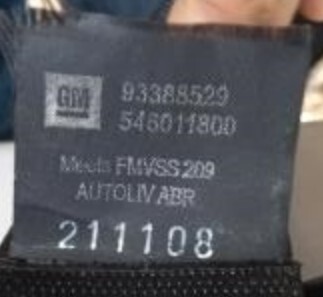 GM
93388529
546011800
Meets FMVSS 209
AUTOLIV ABR
211108